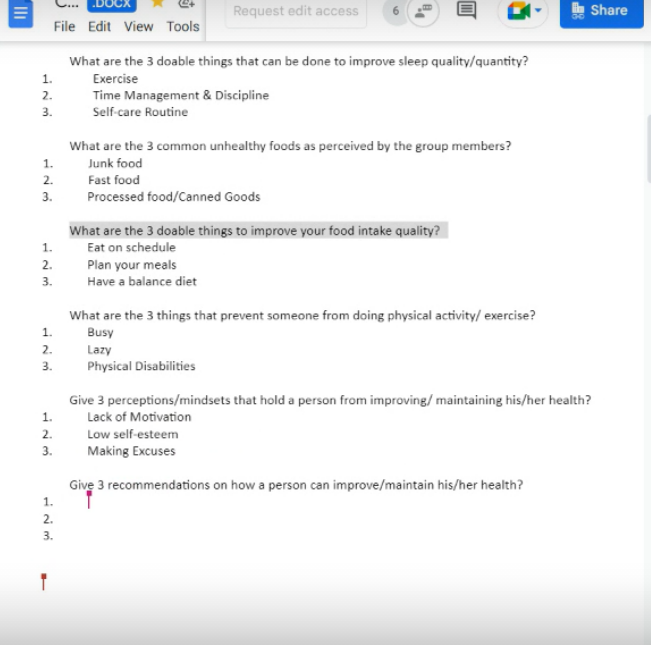 C... .DOCX
Request edit access
6
Share
File Edit View Tools
What are the 3 doable things that can be done to improve sleep quality/quantity?
1. Exercise
2. Time Management & Discipline
3. Self-care Routine
What are the 3 common unhealthy foods as perceived by the group members?
1. Junk food
2. Fast food
3. Processed food/Canned Goods
What are the 3 doable things to improve your food intake quality?
1. Eat on schedule
2. Plan your meals
3. Have a balance diet
What are the 3 things that prevent someone from doing physical activity/ exercise?
1. Busy
2. Lazy
3. Physical Disabilities
Give 3 perceptions/mindsets that hold a person from improving/ maintaining his/her health?
1. Lack of Motivation
2. Low self-esteem
3. Making Excuses
Give 3 recommendations on how a person can improve/maintain his/her health?
1.
2.
3.